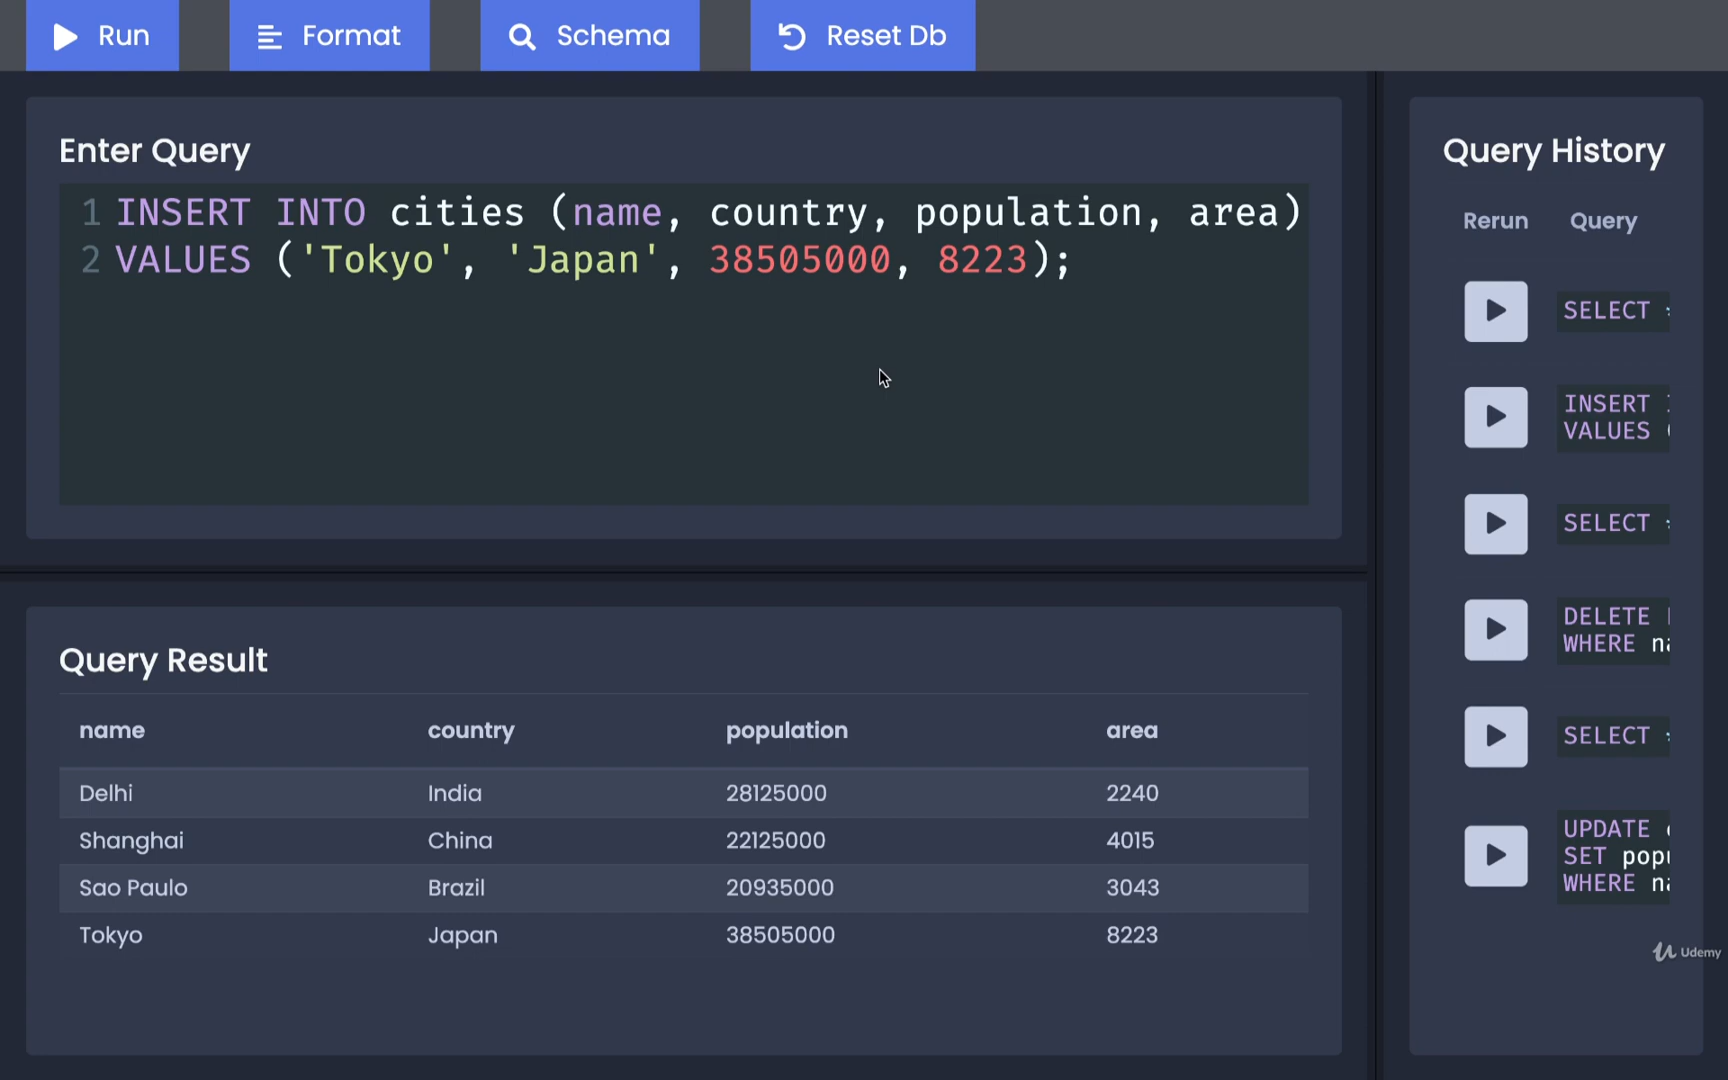 Run
Format
Schema
Reset Db
Enter Query
1 INSERT INTO cities (name, country, population, area)
2 VALUES ('Tokyo', 'Japan', 38505000, 8223);
Query Result
name country population area
Delhi India 28125000 2240
Shanghai China 22125000 4015
Sao Paulo Brazil 20935000 3043
Tokyo Japan 38505000 8223
Query History
Rerun Query
SELECT
INSERT
VALUES (
SELECT
DELETE
WHERE na
SELECT
UPDATE
SET popu
WHERE na
Udemy